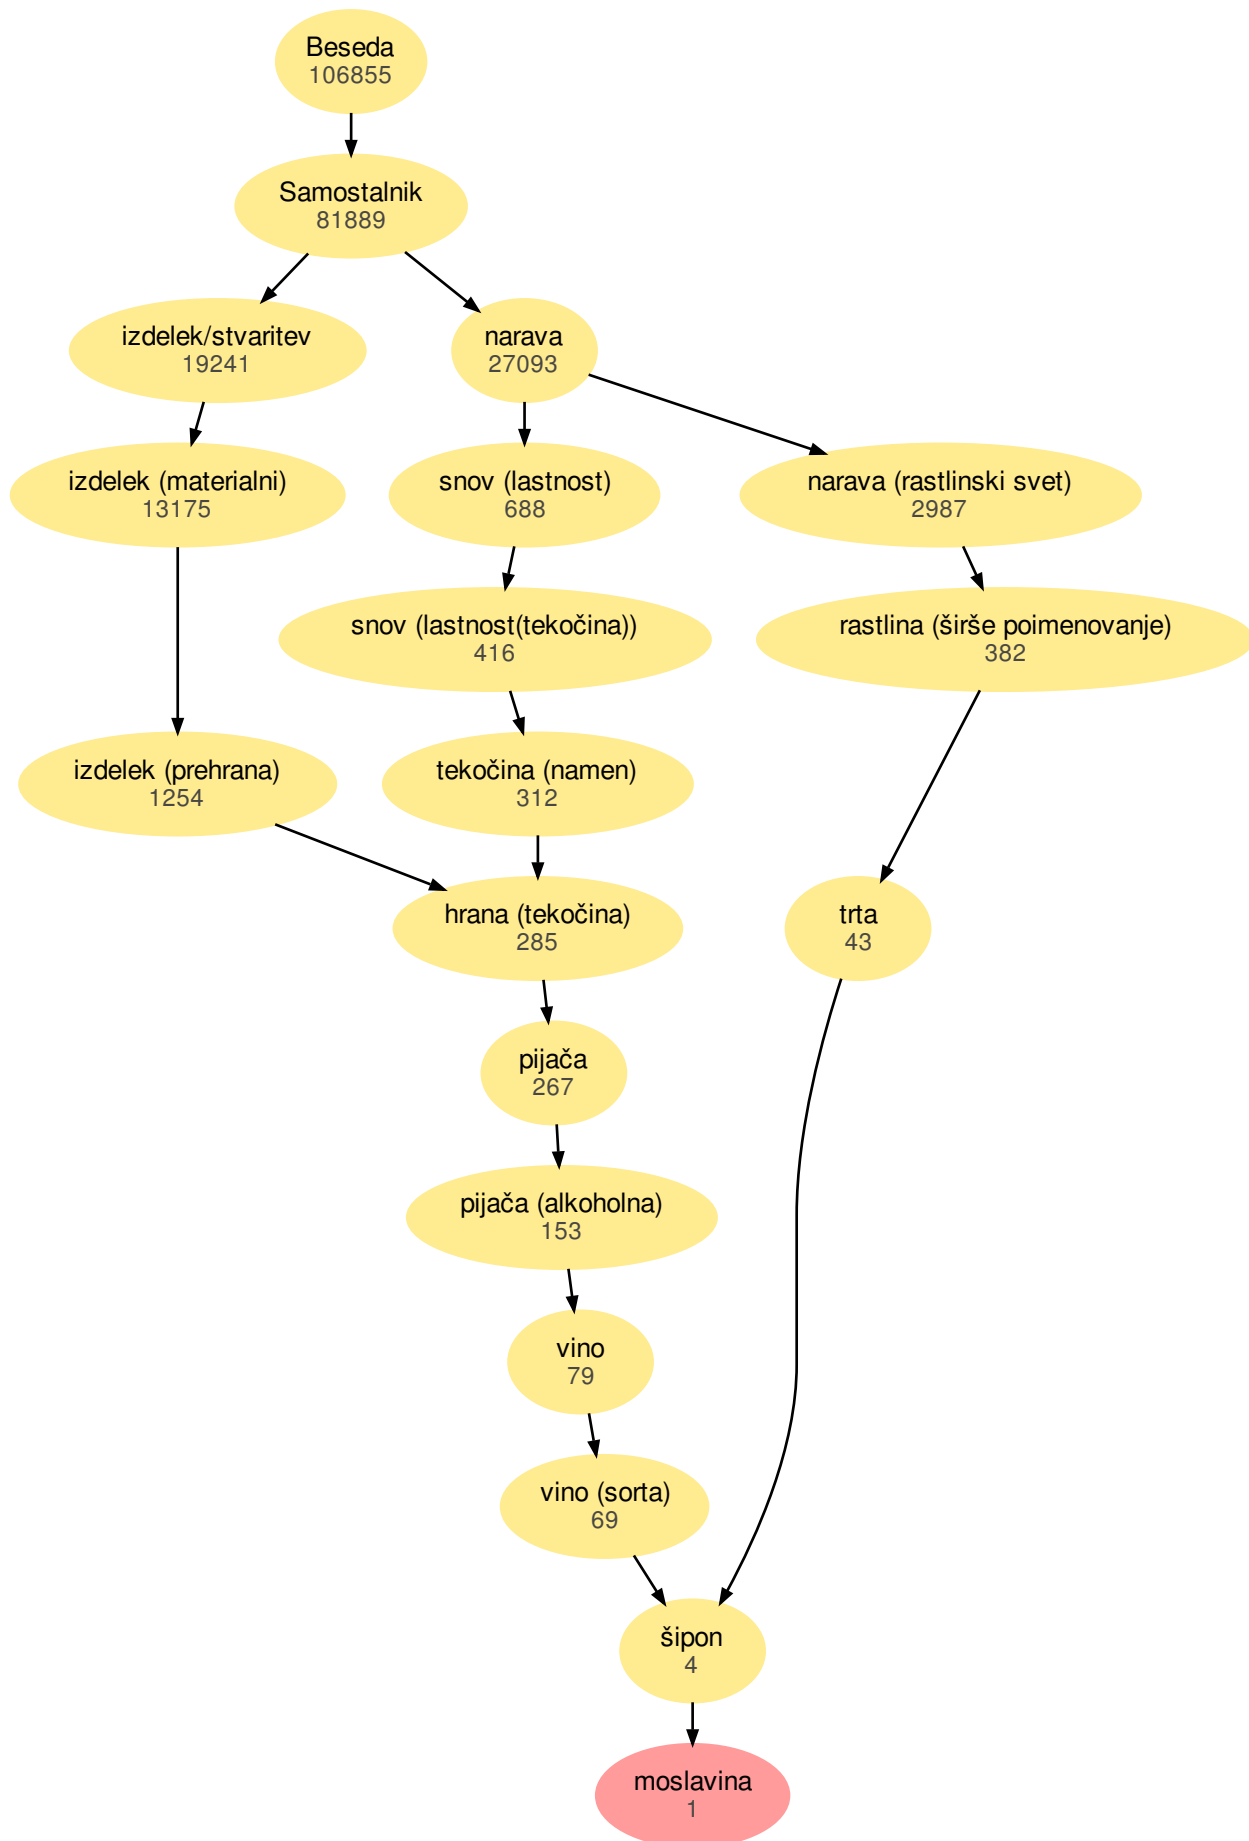 Beseda
106855
Samostalnik
81889
izdelek/stvaritev
19241
narava
27093
izdelek (materialni)
13175
snov (lastnost)
688
narava (rastlinski svet)
2987
snov (lastnost(tekočina))
416
rastlina (širše poimenovanje)
382
izdelek (prehrana)
1254
tekočina (namen)
312
hrana (tekočina)
285
trta
43
pijača
267
pijača (alkoholna)
153
vino
79
vino (sorta)
69
šipon
4
moslavina
1